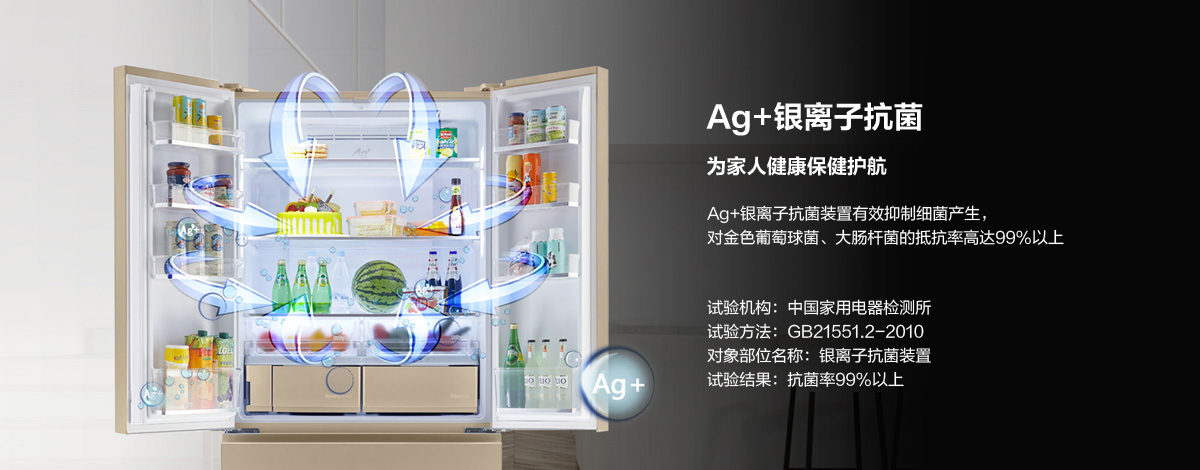 Ag+银离子抗菌
为家人健康保健护航
Ag+银离子抗菌装置有效抑制细菌产生，
对金色葡萄球菌、大肠杆菌的抵抗率高达99%以上
试验机构：中国家用电器检测所
试验方法：GB21551.2-2010
对象部位名称：银离子抗菌装置
试验结果：抗菌率99%以上
Ag+
Ag+
Ag+